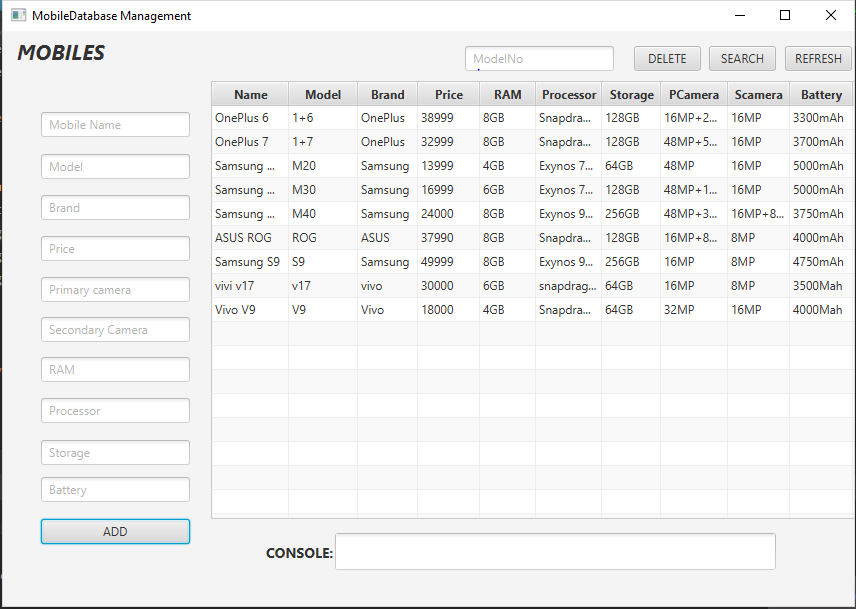 MobileDatabase Management
MOBILES
ModelNo DELETE SEARCH REFRESH
Name Model Brand Price RAM Processor Storage PCamera Scamera Battery
OnePlus 6 1+6 OnePlus 38999 8GB Snapdra... 128GB 16MP+2... 16MP 3300mAh
OnePlus 7 1+7 OnePlus 32999 8GB Snapdra... 128GB 48MP+5... 16MP 3700mAh
Samsung ... M20 Samsung 13999 4GB Exynos 7... 64GB 48MP 16MP 5000mAh
Samsung ... M30 Samsung 16999 6GB Exynos 7... 128GB 48MP+1... 16MP 5000mAh
Samsung ... M40 Samsung 24000 8GB Exynos 9... 256GB 48MP+3... 16MP+8... 3750mAh
ASUS ROG ROG ASUS 37990 8GB Snapdra... 128GB 16MP+8... 8MP 4000mAh
Samsung S9 S9 Samsung 49999 8GB Exynos 9... 256GB 16MP 8MP 4750mAh
vivi v17 v17 vivo 30000 6GB snapdrag... 64GB 16MP 8MP 3500Mah
Vivo V9 V9 Vivo 18000 4GB Snapdra... 64GB 32MP 16MP 4000Mah
Mobile Name
Model
Brand
Price
Primary camera
Secondary Camera
RAM
Processor
Storage
Battery
ADD
CONSOLE: